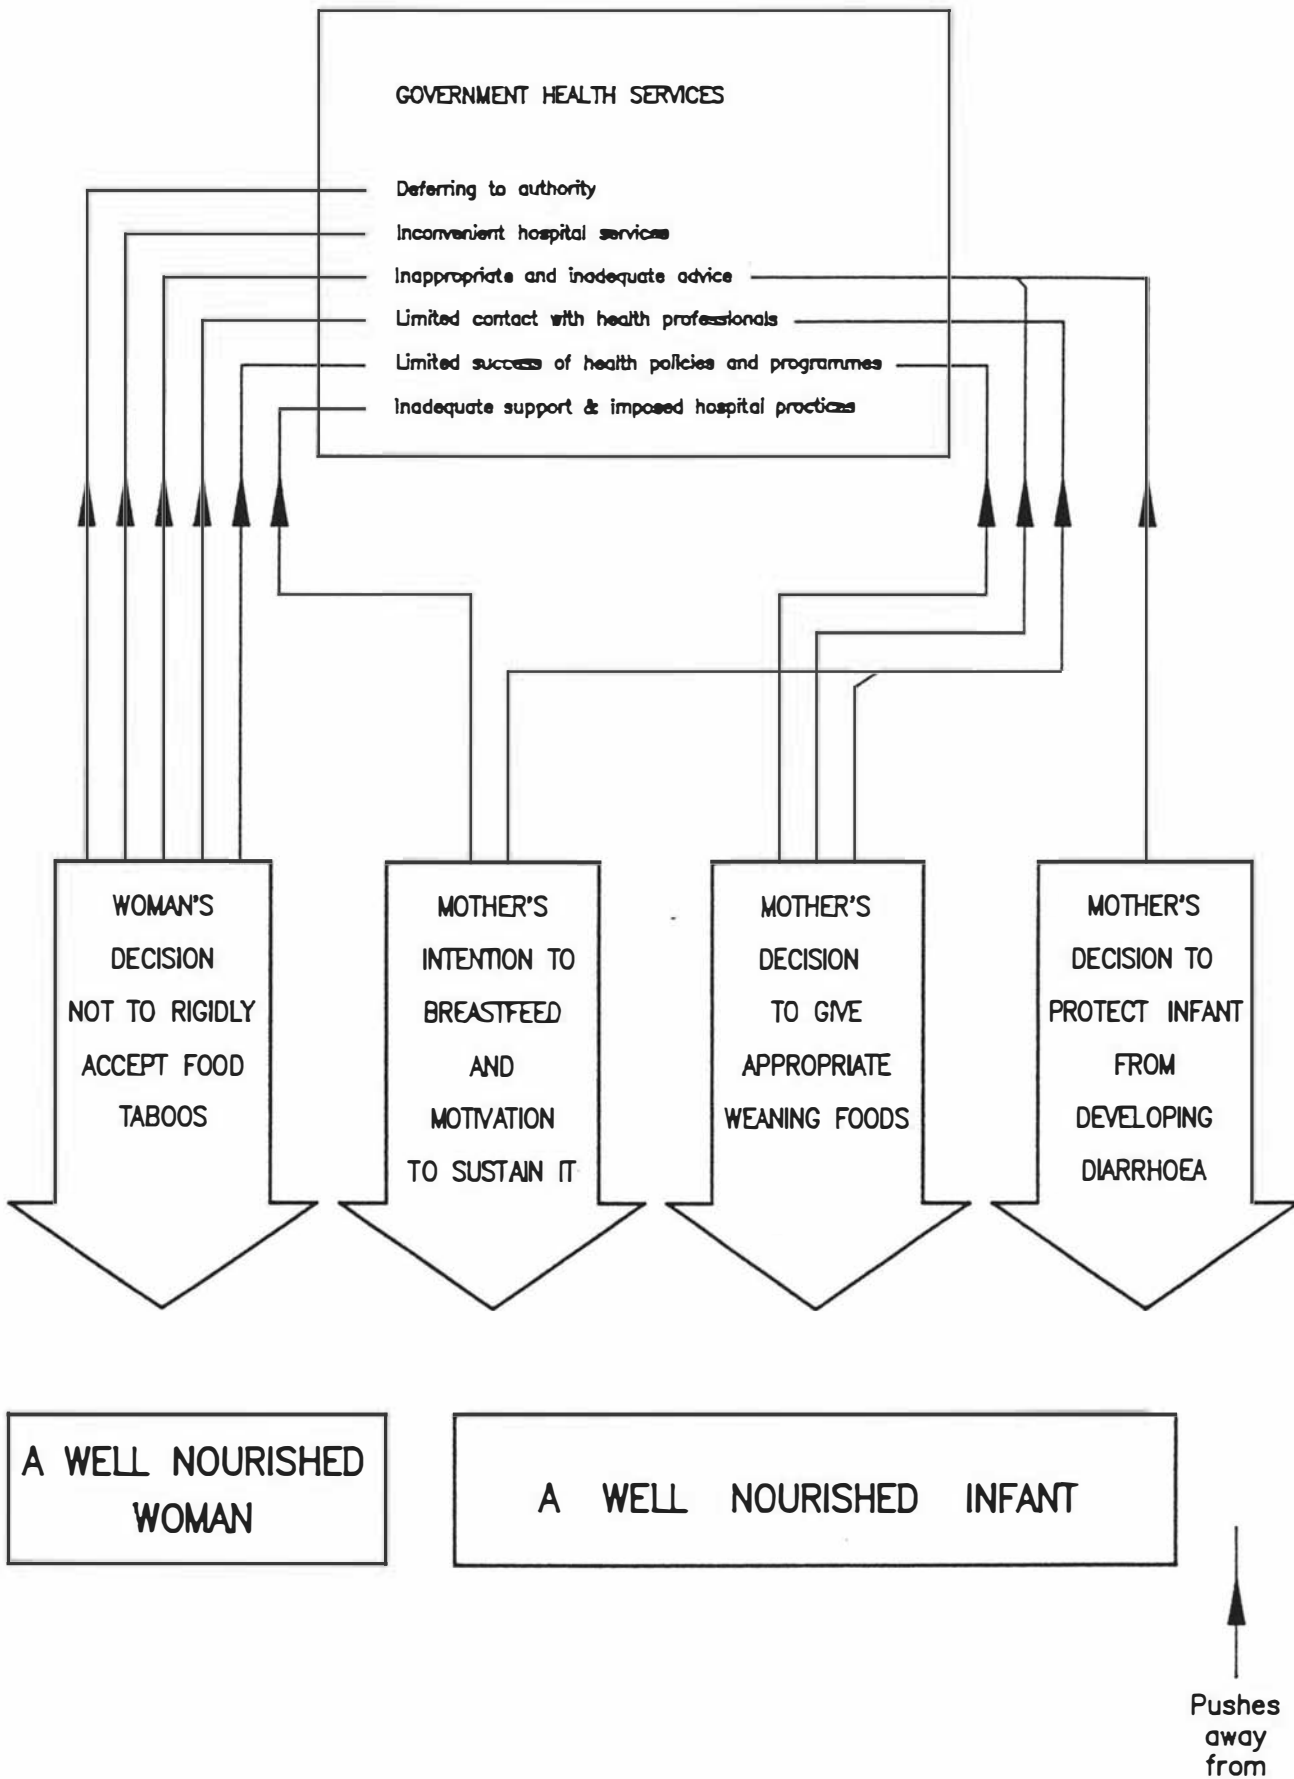 GOVERNMENT HEALTH SERVICES
Deferring to authority
Inconvenient hospital services
Inappropriate and inadequate advice
Limited contact with health professionals
Limited success of health policies and programmes
Inadequate support & imposed hospital practices
WOMAN'S
DECISION
NOT TO RIGIDLY
ACCEPT FOOD
TABOOS
MOTHER'S
INTENTION TO
BREASTFEED
AND
MOTIVATION
TO SUSTAIN IT
MOTHER'S
DECISION
TO GIVE
APPROPRIATE
WEANING FOODS
MOTHER'S
DECISION TO
PROTECT INFANT
FROM
DEVELOPING
DIARRHOEA
A WELL NOURISHED
WOMAN
A WELL NOURISHED INFANT
Pushes
away
from